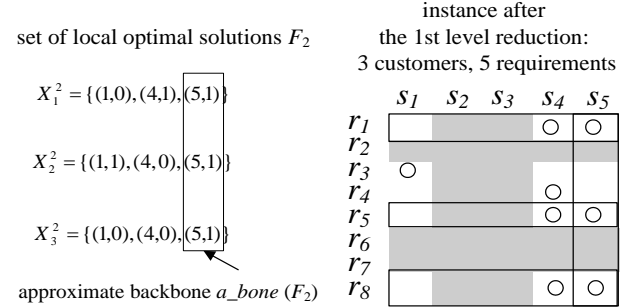 set of local optimal solutions F₂
X₁² = {(1,0),(4,1),(5,1)}
X₂² = {(1,1),(4,0),(5,1)}
X₃² = {(1,0),(4,0),(5,1)}
approximate backbone a_bone (F₂)
instance after
the 1st level reduction:
3 customers, 5 requirements
s₁ s₂ s₃ s₄ s₅
r₁
r₂
r₃
r₄
r₅
r₆
r₇
r₈